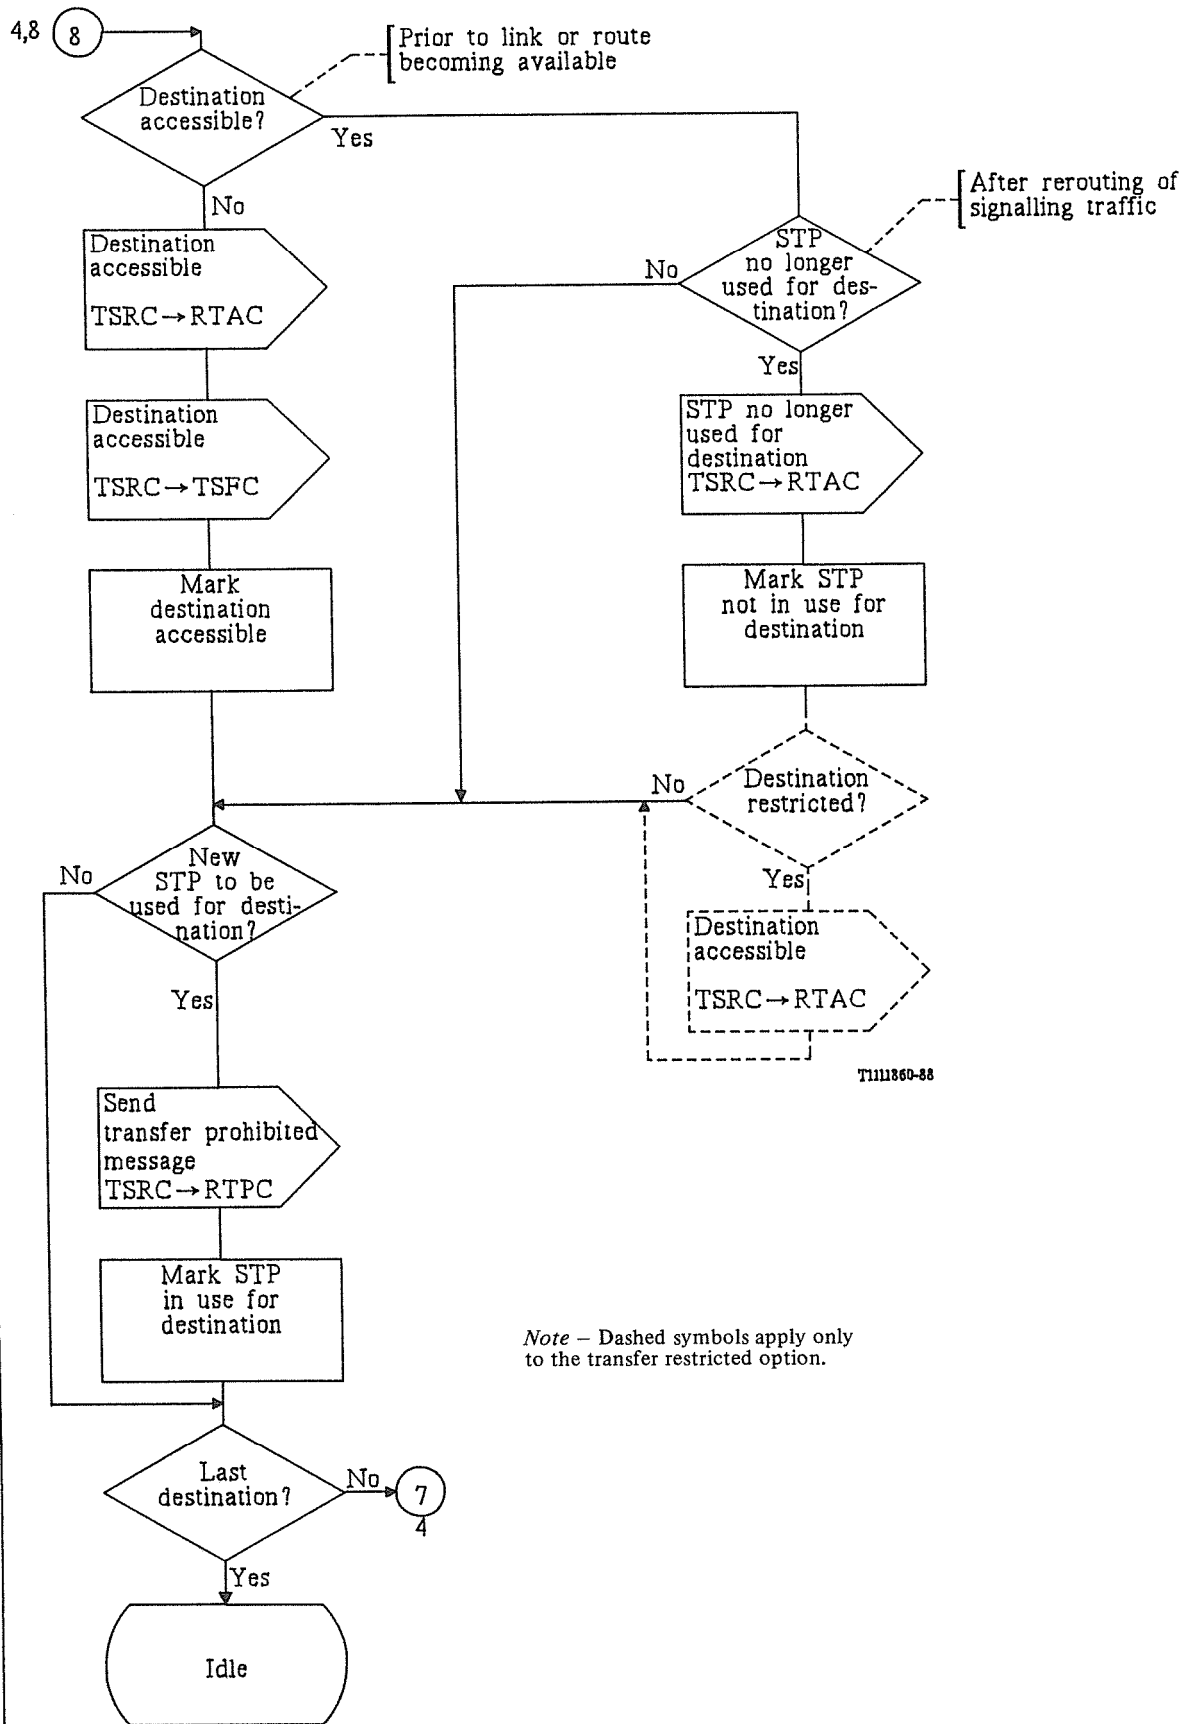 4,8
8
Prior to link or route
becoming available
Destination
accessible?
Yes
No
After rerouting of
signalling traffic
Destination
accessible
TSRC→RTAC
STP
no longer
used for des-
tination?
No
Yes
Destination
accessible
TSRC→TSFC
STP no longer
used for
destination
TSRC→RTAC
Mark
destination
accessible
Mark STP
not in use for
destination
Destination
restricted?
No
Yes
New
STP to be
used for desti-
nation?
No
Yes
Destination
accessible
TSRC→RTAC
T1111860-88
Send
transfer prohibited
message
TSRC→RTPC
Mark STP
in use for
destination
Note – Dashed symbols apply only
to the transfer restricted option.
Last
destination?
No
7
4
Yes
Idle